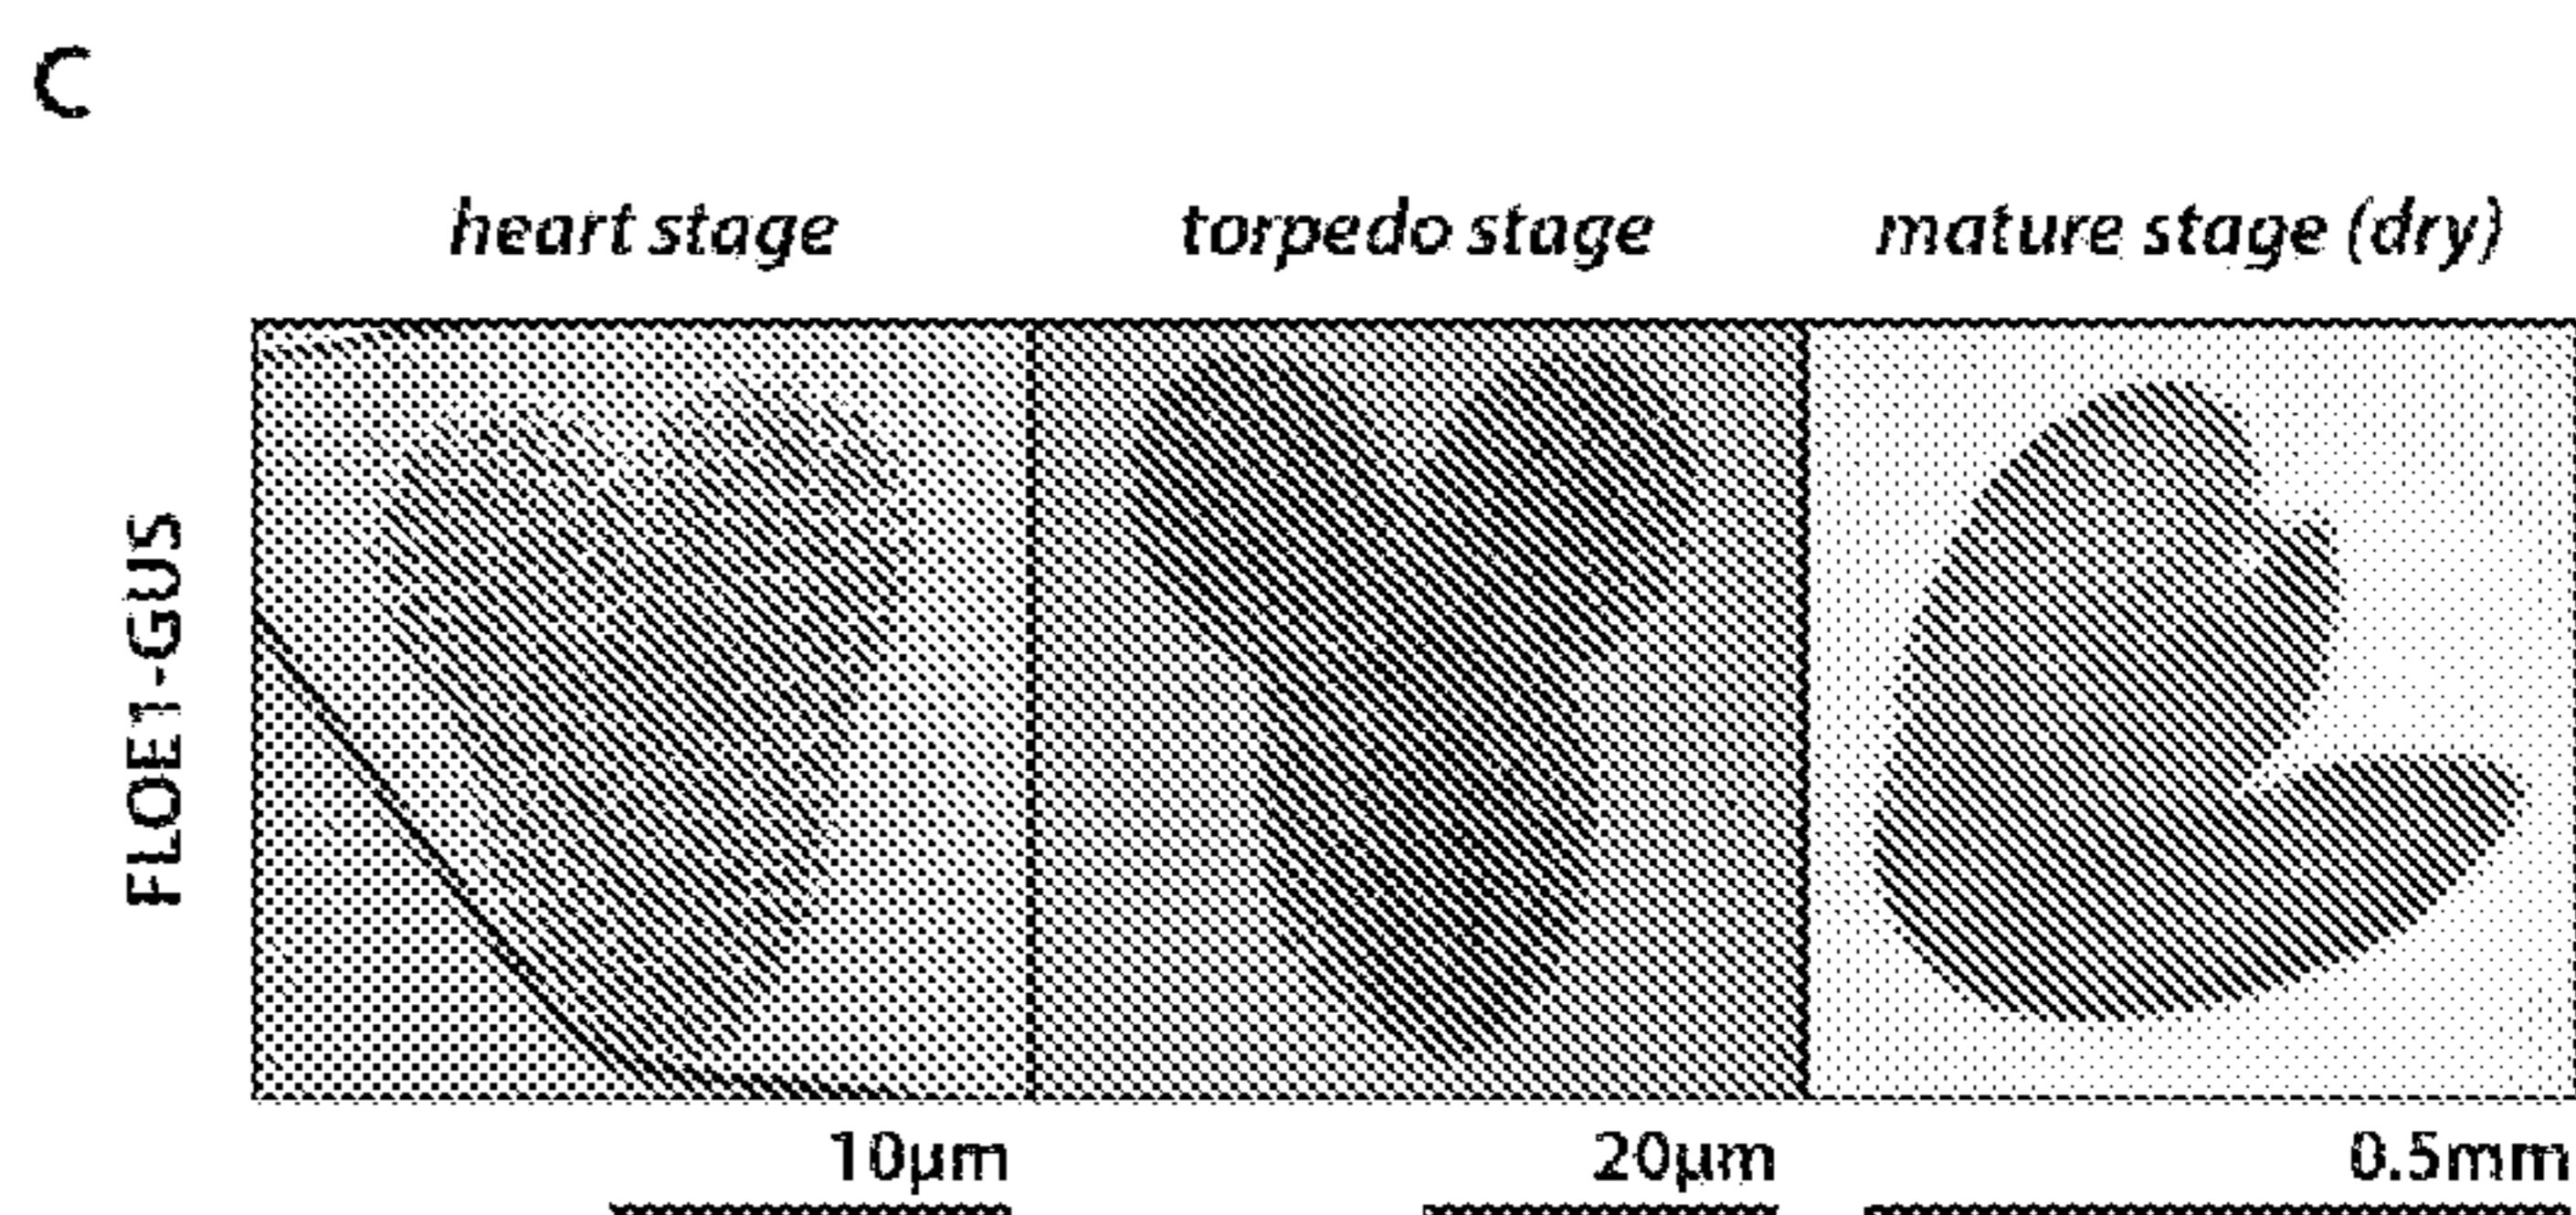 C
heart stage
torpedo stage
mature stage (dry)
FLOE1-GUS
10µm
20µm
0.5mm